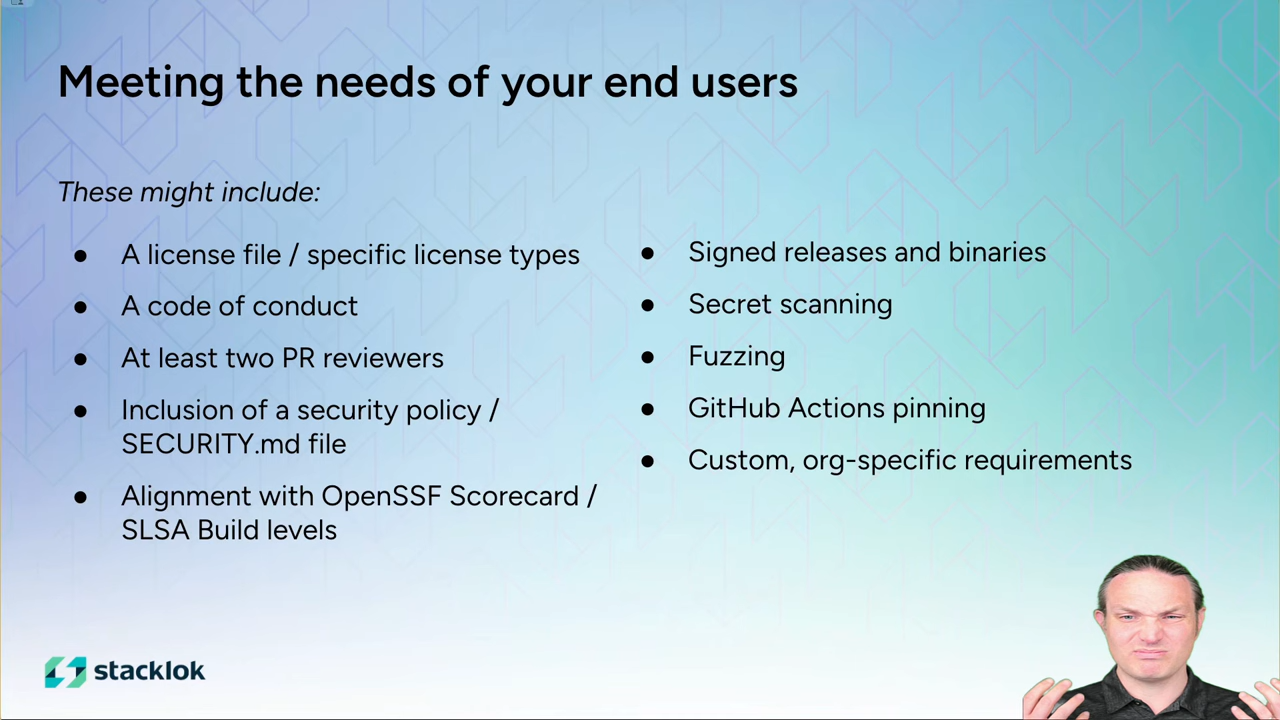 Meeting the needs of your end users
These might include:
● A license file / specific license types
● A code of conduct
● At least two PR reviewers
● Inclusion of a security policy /
SECURITY.md file
● Alignment with OpenSSF Scorecard /
SLSA Build levels
● Signed releases and binaries
● Secret scanning
● Fuzzing
● GitHub Actions pinning
● Custom, org-specific requirements
stacklok